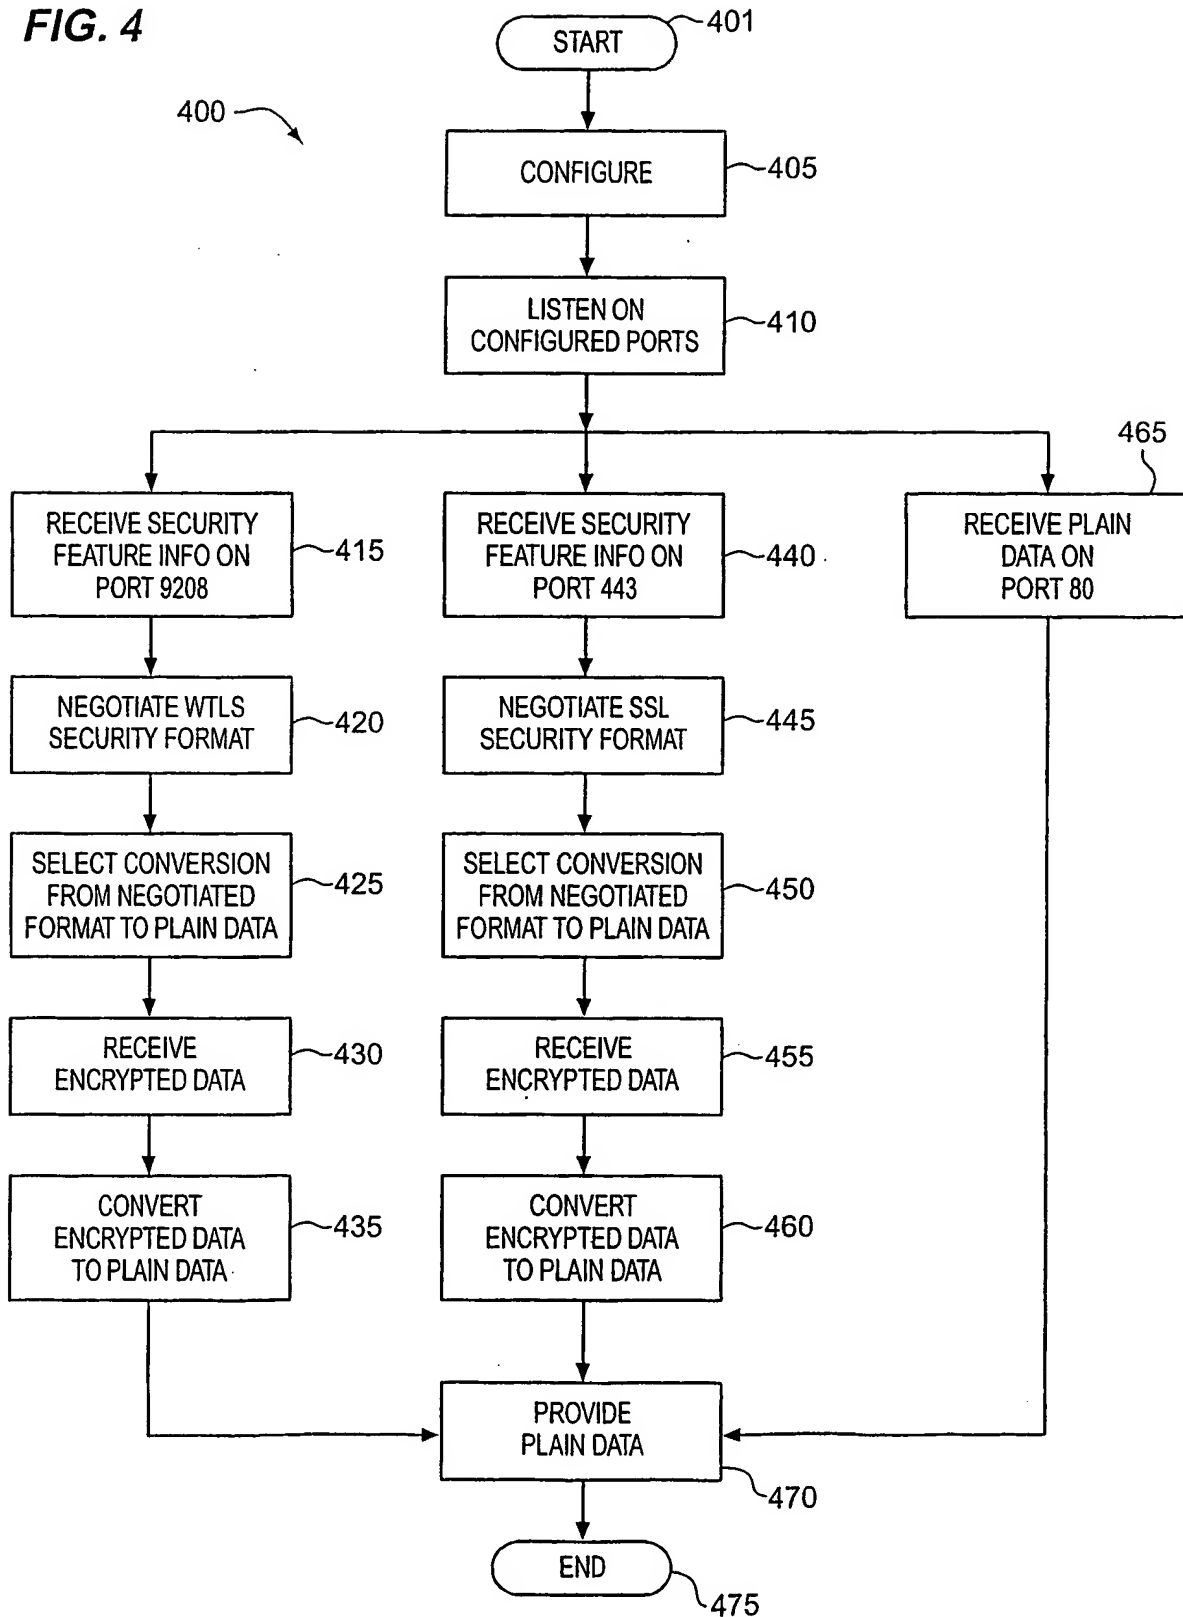 FIG. 4
START
401
400
CONFIGURE
405
LISTEN ON
CONFIGURED PORTS
410
465
RECEIVE SECURITY
FEATURE INFO ON
PORT 9208
415
RECEIVE SECURITY
FEATURE INFO ON
PORT 443
440
RECEIVE PLAIN
DATA ON
PORT 80
NEGOTIATE WTLS
SECURITY FORMAT
420
NEGOTIATE SSL
SECURITY FORMAT
445
SELECT CONVERSION
FROM NEGOTIATED
FORMAT TO PLAIN DATA
425
SELECT CONVERSION
FROM NEGOTIATED
FORMAT TO PLAIN DATA
450
RECEIVE
ENCRYPTED DATA
430
RECEIVE
ENCRYPTED DATA
455
CONVERT
ENCRYPTED DATA
TO PLAIN DATA
435
CONVERT
ENCRYPTED DATA
TO PLAIN DATA
460
PROVIDE
PLAIN DATA
470
END
475